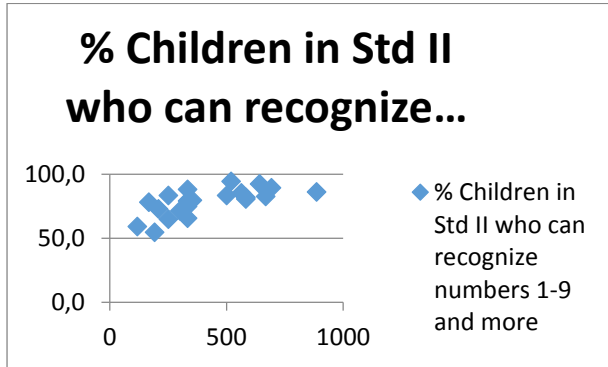 % Children in Std II
who can recognize…
100,0
50,0
0,0
0
500
1000
% Children in
Std II who can
recognize
numbers 1-9
and more